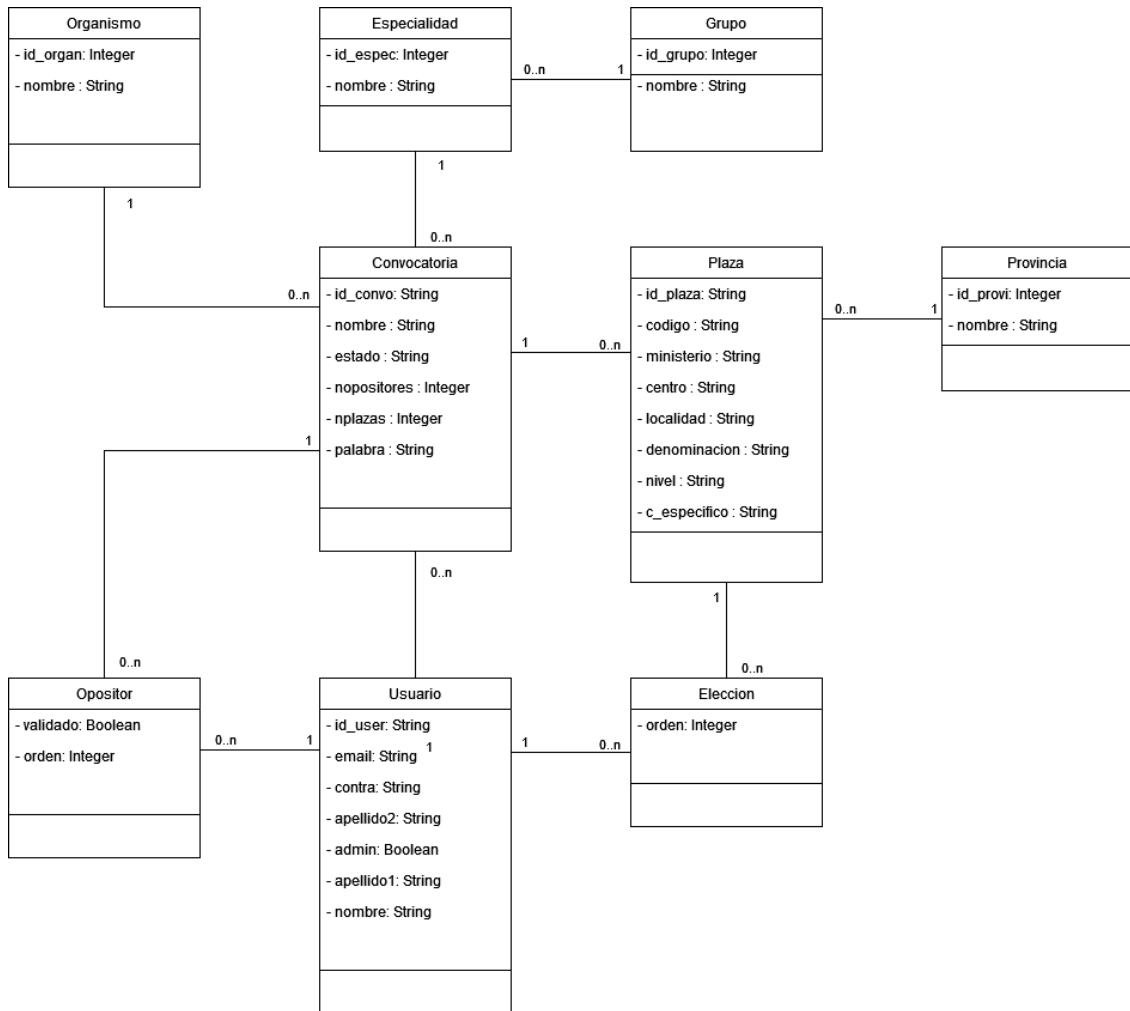 Organismo
- id_organ: Integer
- nombre : String
Especialidad
- id_espec: Integer
- nombre : String
Grupo
- id_grupo: Integer
- nombre : String
0..n
1
1
1
0..n
0..n
Convocatoria
- id_convo: String
- nombre : String
- estado : String
- nopositores : Integer
- nplazas : Integer
- palabra : String
Plaza
- id_plaza: String
- codigo : String
- ministerio : String
- centro : String
- localidad : String
- denominacion : String
- nivel : String
- c_especifico : String
Provincia
- id_provi: Integer
- nombre : String
0..n
1
1
0..n
1
0..n
1
0..n
0..n
Opositor
- validado: Boolean
- orden: Integer
Usuario
- id_user: String
- email: String
- contra: String
- apellido2: String
- admin: Boolean
- apellido1: String
- nombre: String
Eleccion
- orden: Integer
0..n
1
1
1
0..n